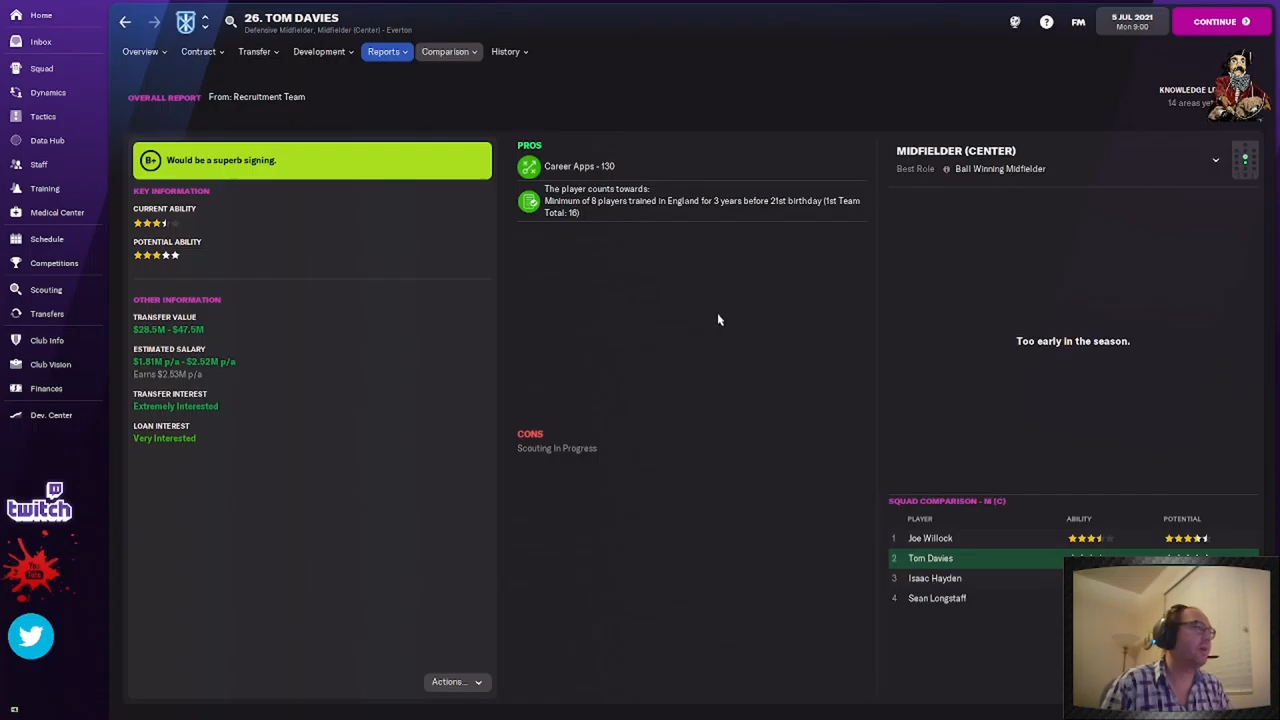 Home
Inbox
Squad
Dynamics
Tactics
Data Hub
Staff
Training
Medical Center
Schedule
Competitions
Scouting
Transfers
Club Info
Club Vision
Finances
Dev. Center
twitch
You
Tube
26. TOM DAVIES
Defensive Midfielder, Midfielder (Center) - Everton
FM
5 JUL 2021
Mon 9:00
CONTINUE
Overview
Contract
Transfer
Development
Reports
Comparison
History
OVERALL REPORT From: Recruitment Team
KNOWLEDGE
14 areas
B+ Would be a superb signing.
KEY INFORMATION
CURRENT ABILITY
POTENTIAL ABILITY
OTHER INFORMATION
TRANSFER VALUE
$28.5M - $47.5M
ESTIMATED SALARY
$1.81M p/a - $2.52M p/a
Earns $2.53M p/a
TRANSFER INTEREST
Extremely Interested
LOAN INTEREST
Very Interested
Actions...
PROS
Career Apps - 130
The player counts towards:
Minimum of 8 players trained in England for 3 years before 21st birthday (1st Team
Total: 16)
CONS
Scouting In Progress
MIDFIELDER (CENTER)
Best Role Ball Winning Midfielder
Too early in the season.
SQUAD COMPARISON - M (C)
PLAYER ABILITY POTENTIAL
1 Joe Willock
2 Tom Davies
3 Isaac Hayden
4 Sean Longstaff